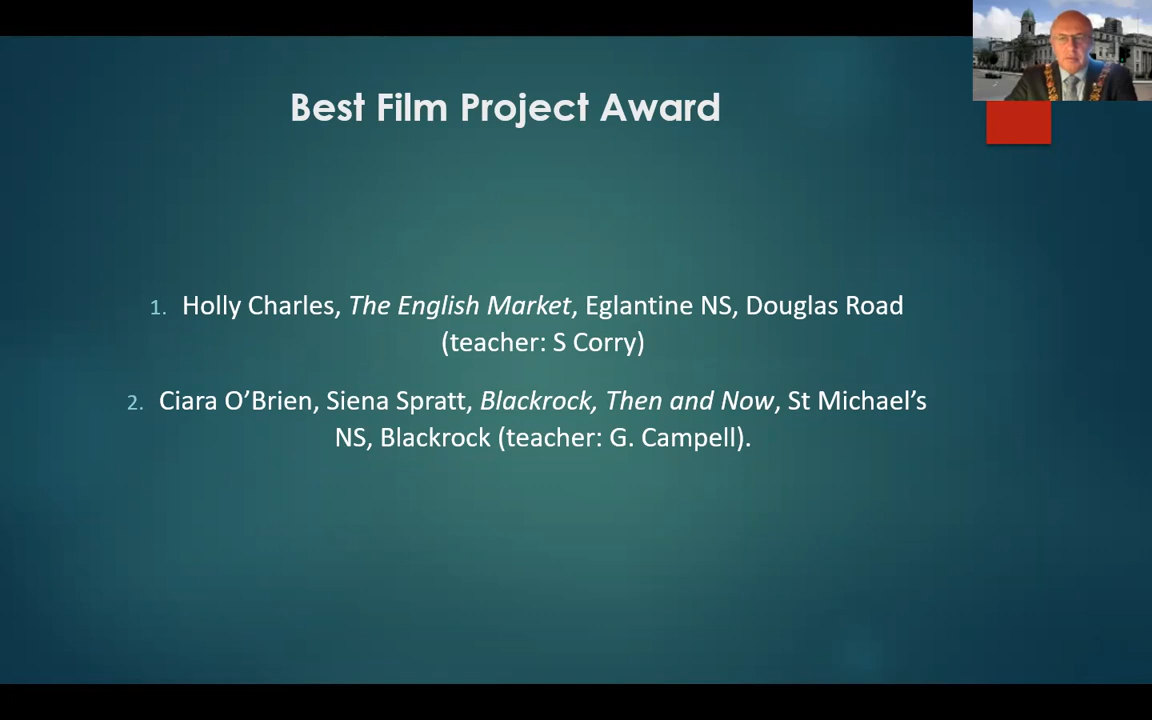 Best Film Project Award
1. Holly Charles, The English Market, Eglantine NS, Douglas Road
(teacher: S Corry)
2. Ciara O’Brien, Siena Spratt, Blackrock, Then and Now, St Michael’s
NS, Blackrock (teacher: G. Campell).